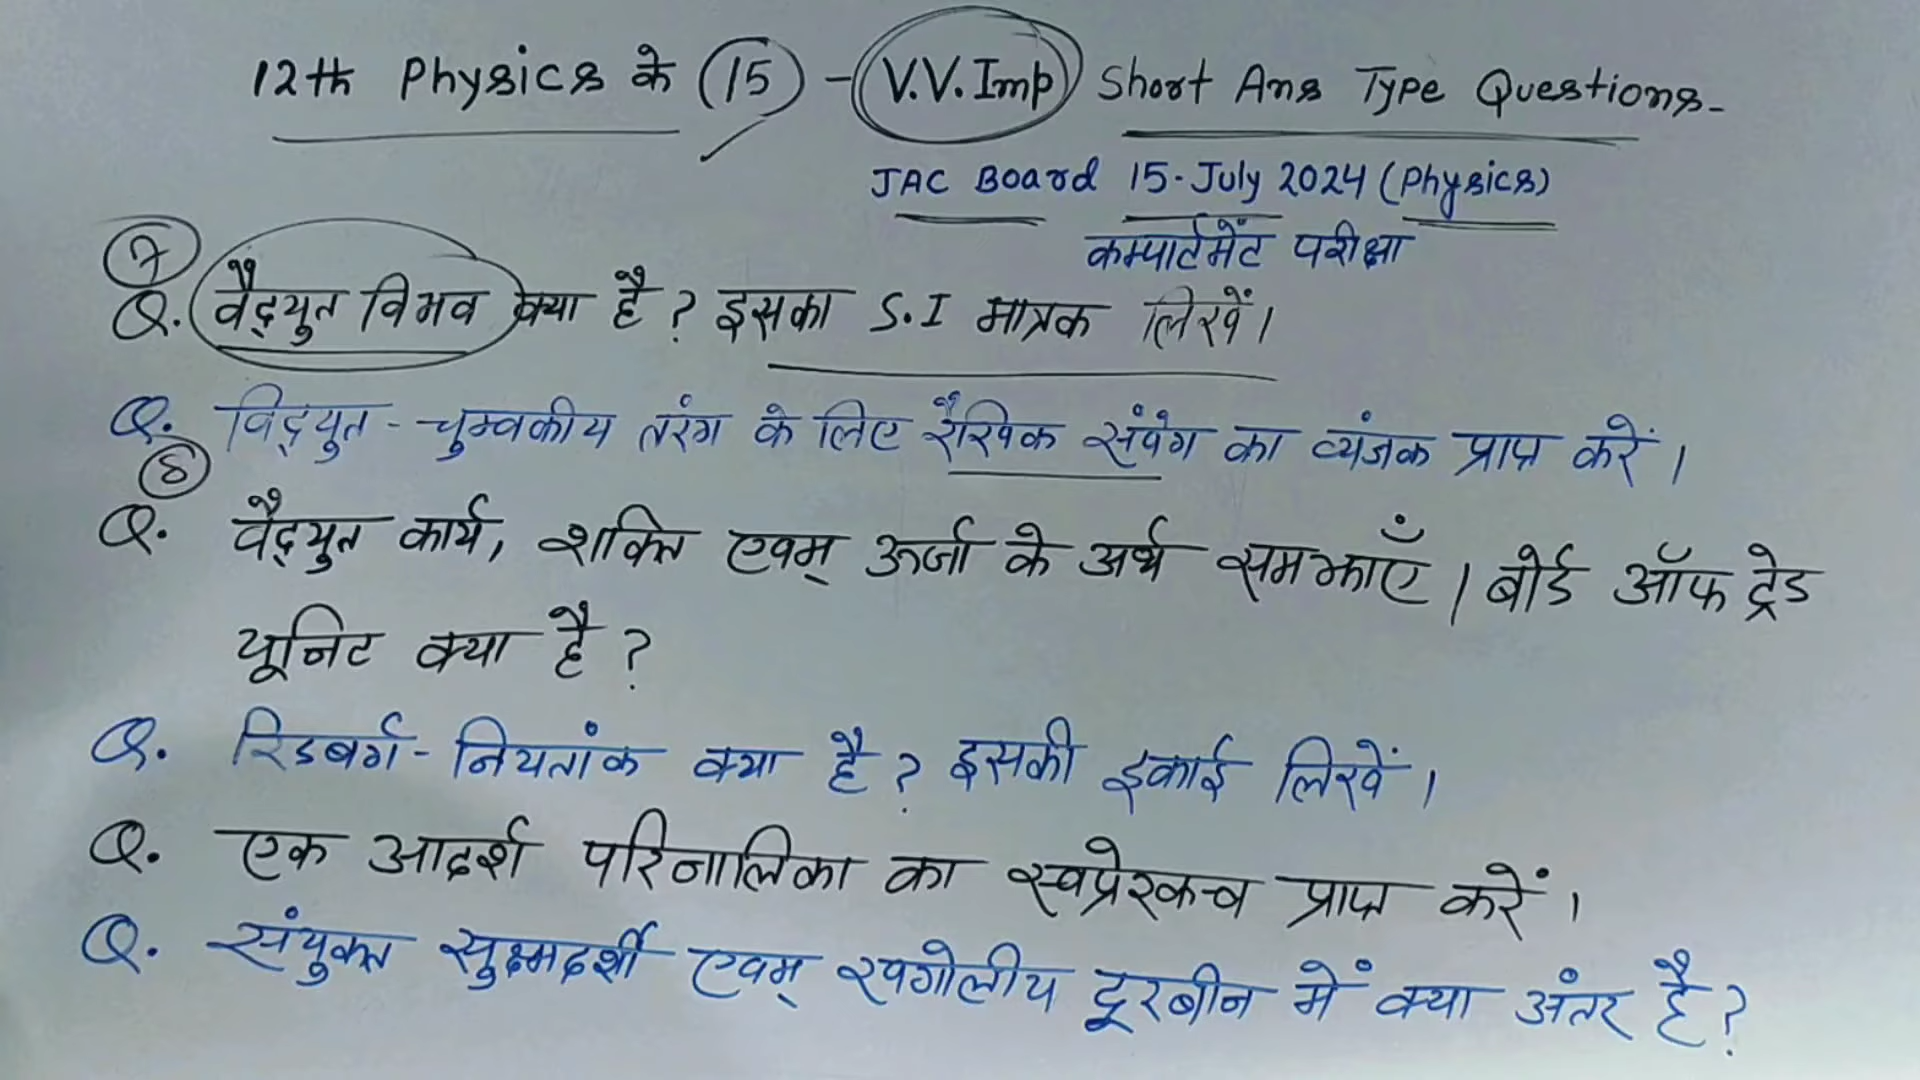 12th Physics के (15) - V.V.Imp Short Ans Type Questions-
JAC Board 15-July 2024 (Physics)
कम्पार्टमेंट परीक्षा
7
Q. वैद्युत विभव क्या है? इसका S.I मात्रक लिखें।
Q. विद्युत-चुम्वकीय तरंग के लिए रैखिक संवेग का व्यंजक प्राप्त करें।
8
Q. वैद्युत कार्य, शक्ति एवम् ऊर्जा के अर्थ समझाएँ। बोर्ड ऑफ ट्रेड
यूनिट क्या है?
Q. रिडबर्ग-नियतांक क्या है? इसकी इकाई लिखें।
Q. एक आदर्श परिनालिका का स्वप्रेरकत्व प्राप्त करें।
Q. संयुक्त सुक्ष्मदर्शी एवम् खगोलीय दूरबीन में क्या अंतर है?